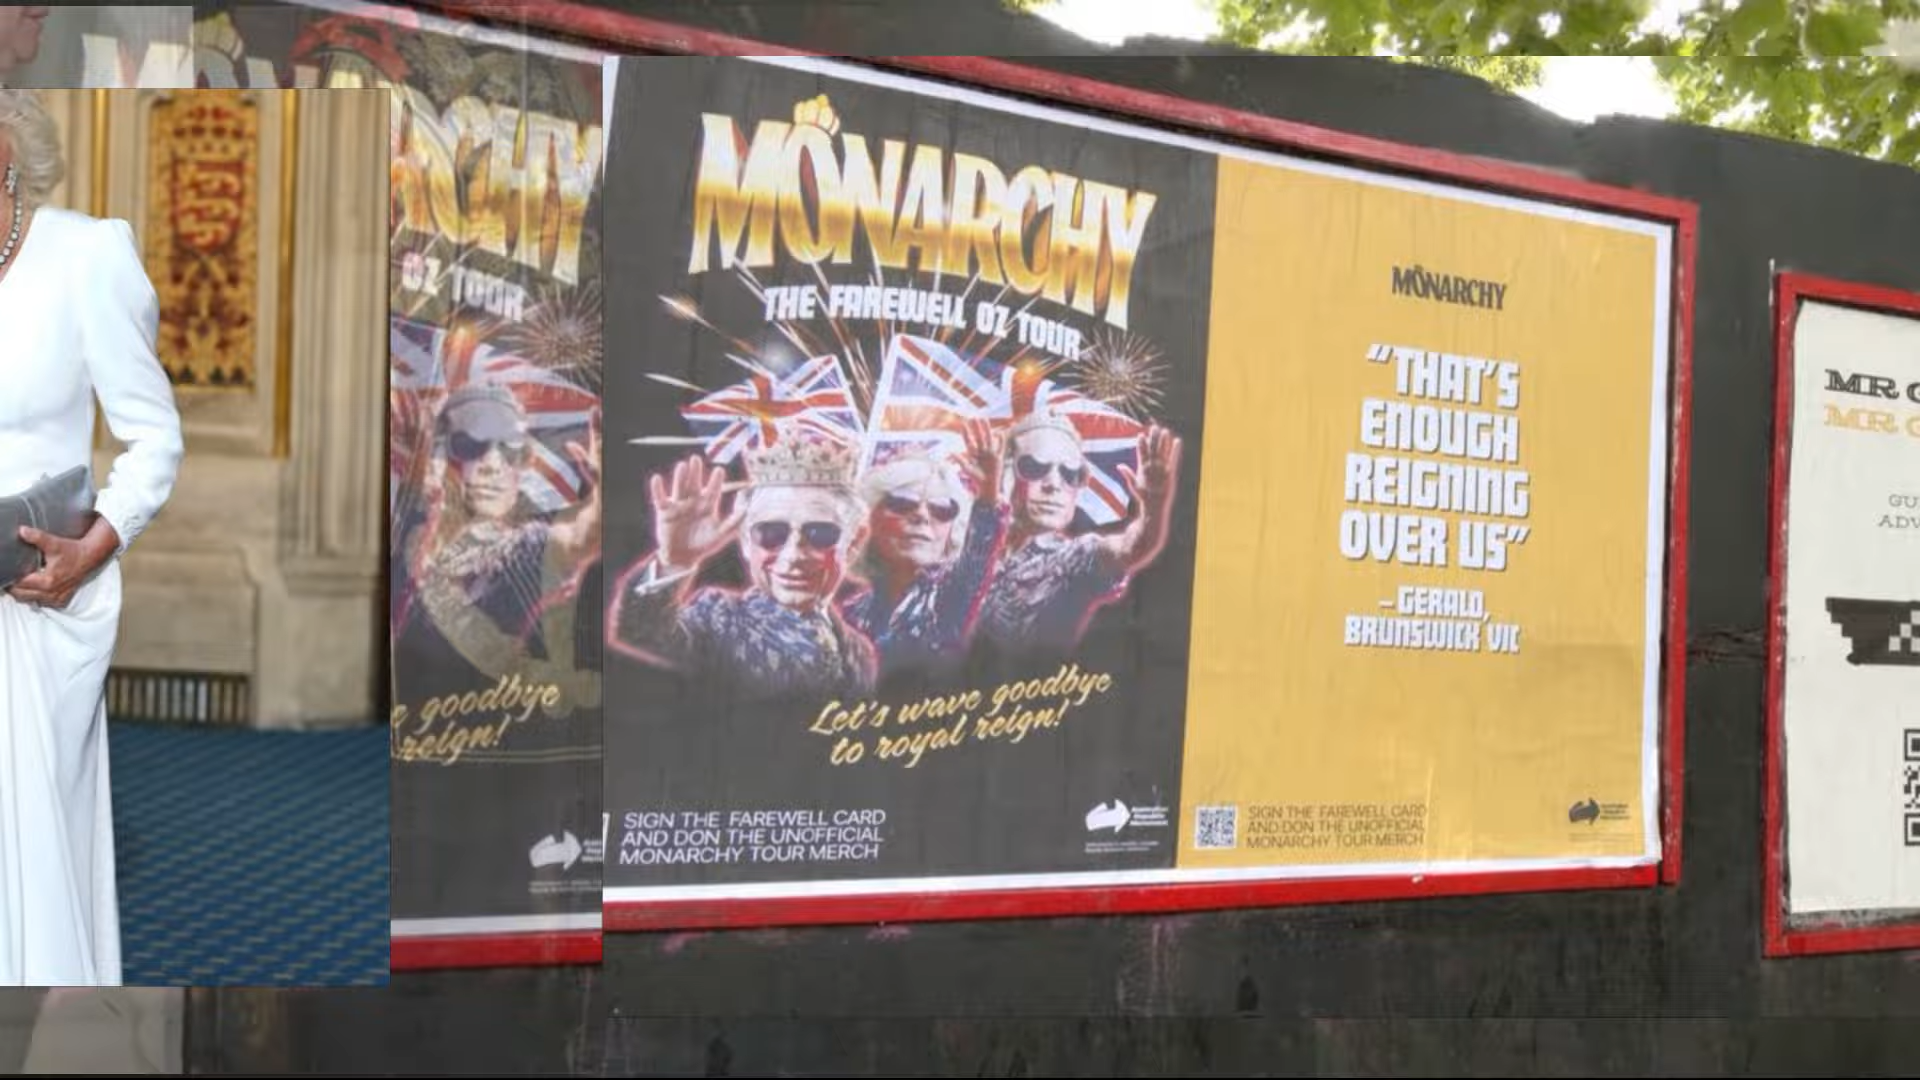 MÖNARCHY
THE FAREWELL OZ TOUR
Let's wave goodbye
to royal reign!
SIGN THE FAREWELL CARD
AND DON THE UNOFFICIAL
MONARCHY TOUR MERCH
MÖNARCHY
"THAT'S
ENOUGH
REIGNING
OVER US"
– GERALD,
BRUNSWICK VIC
SIGN THE FAREWELL CARD
AND DON THE UNOFFICIAL
MONARCHY TOUR MERCH
OZ TOUR
goodbye
reign!
MR
MR